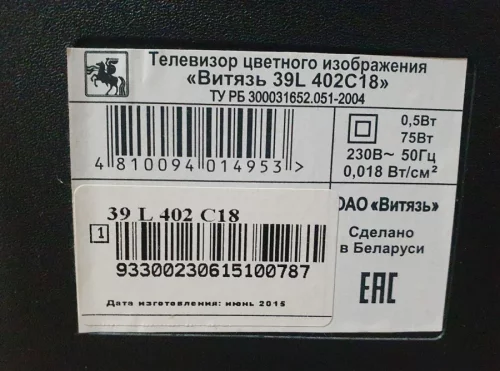 Телевизор цветного изображения
«Витязь 39L 402C18»
ТУ РБ 300031652.051-2004
4 810094 014953 >
0,5Вт
75Вт
230В~ 50Гц
0,018 Вт/см²
39 L 402 C18
1
93300230615100787
Дата изготовления: июнь 2015
ОАО «Витязь»
Сделано
в Беларуси
EAC